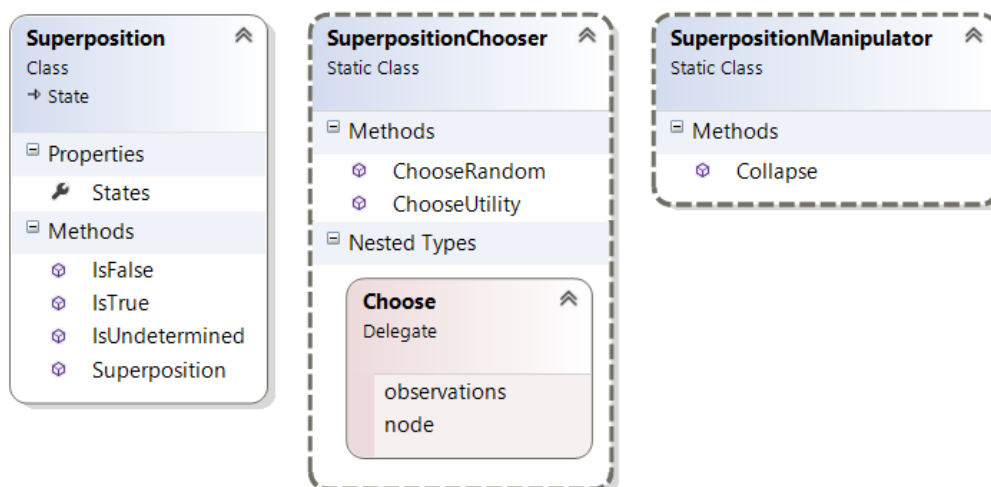 Superposition
Class
State
Properties
States
Methods
IsFalse
IsTrue
IsUndetermined
Superposition
SuperpositionChooser
Static Class
Methods
ChooseRandom
ChooseUtility
Nested Types
Choose
Delegate
observations
node
SuperpositionManipulator
Static Class
Methods
Collapse